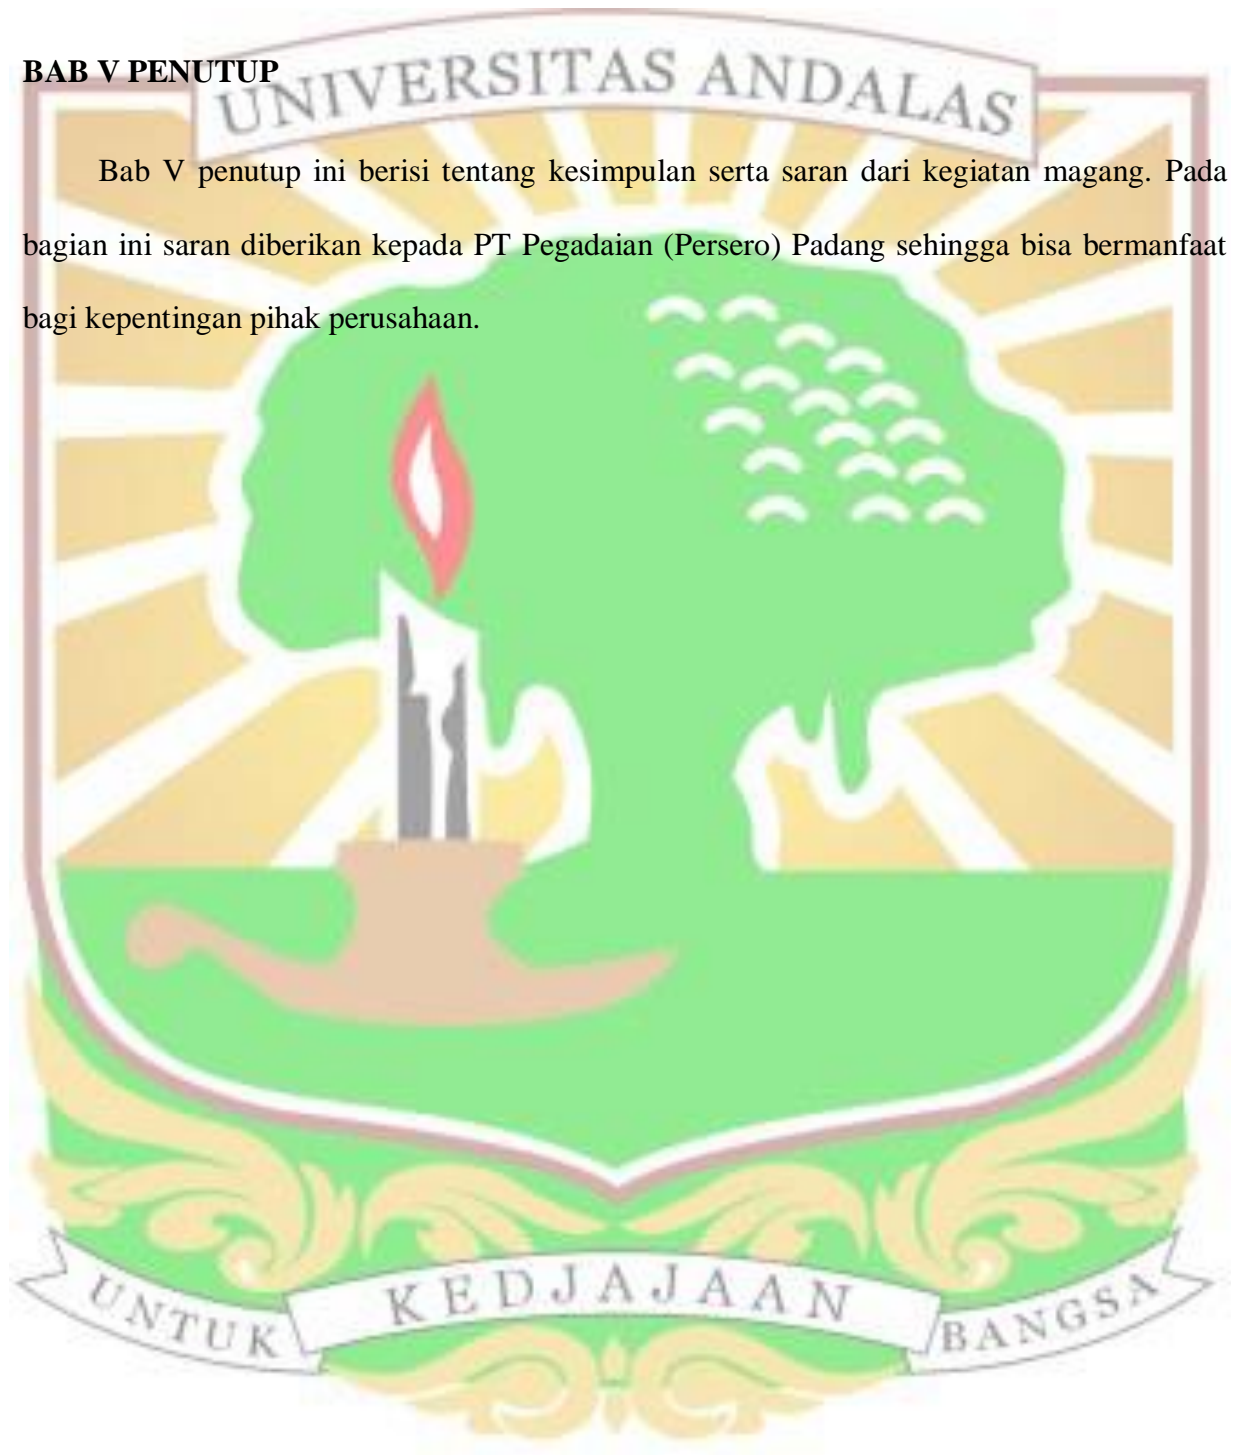 BAB V PENUTUP
UNIVERSITAS ANDALAS
Bab V penutup ini berisi tentang kesimpulan serta saran dari kegiatan magang. Pada
bagian ini saran diberikan kepada PT Pegadaian (Persero) Padang sehingga bisa bermanfaat
bagi kepentingan pihak perusahaan.
UNTUK KEDJAJAAN BANGSA